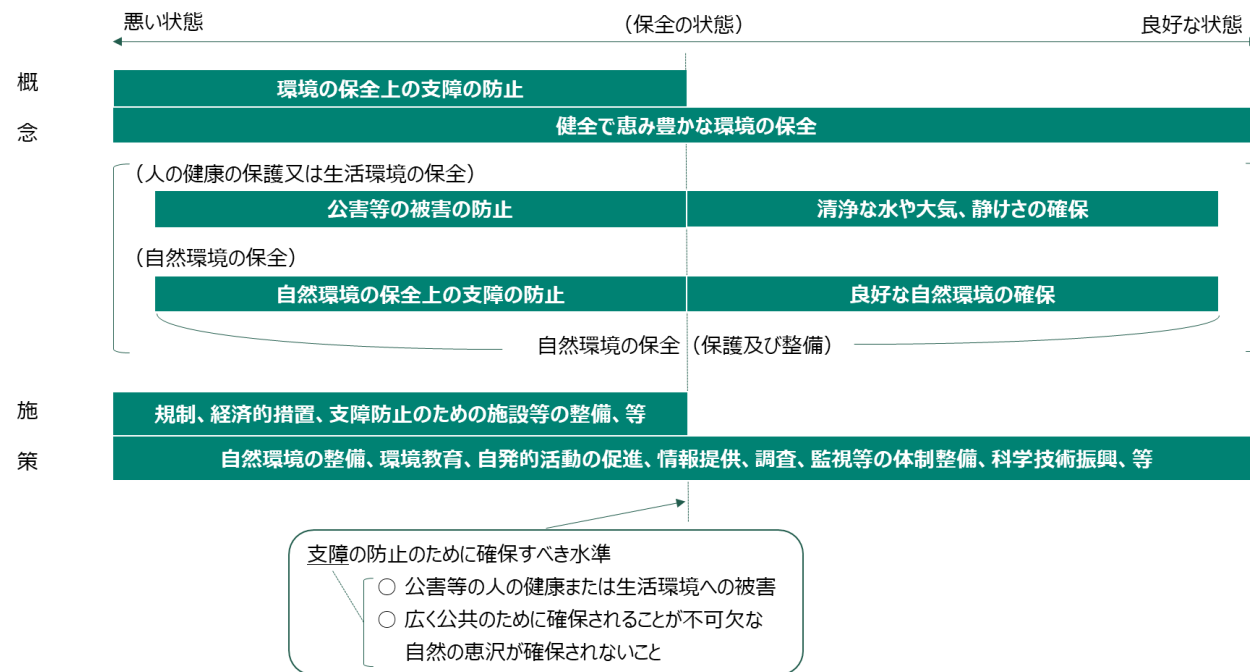 悪い状態
(保全の状態)
良好な状態
概
念
環境の保全上の支障の防止
健全で恵み豊かな環境の保全
(人の健康の保護又は生活環境の保全)
公害等の被害の防止
清浄な水や大気、静けさの確保
(自然環境の保全)
自然環境の保全上の支障の防止
良好な自然環境の確保
自然環境の保全(保護及び整備)
施
策
規制、経済的措置、支障防止のための施設等の整備、等
自然環境の整備、環境教育、自発的活動の促進、情報提供、調査、監視等の体制整備、科学技術振興、等
支障の防止のために確保すべき水準
○ 公害等の人の健康または生活環境への被害
○ 広く公共のために確保されることが不可欠な
自然の恵沢が確保されないこと